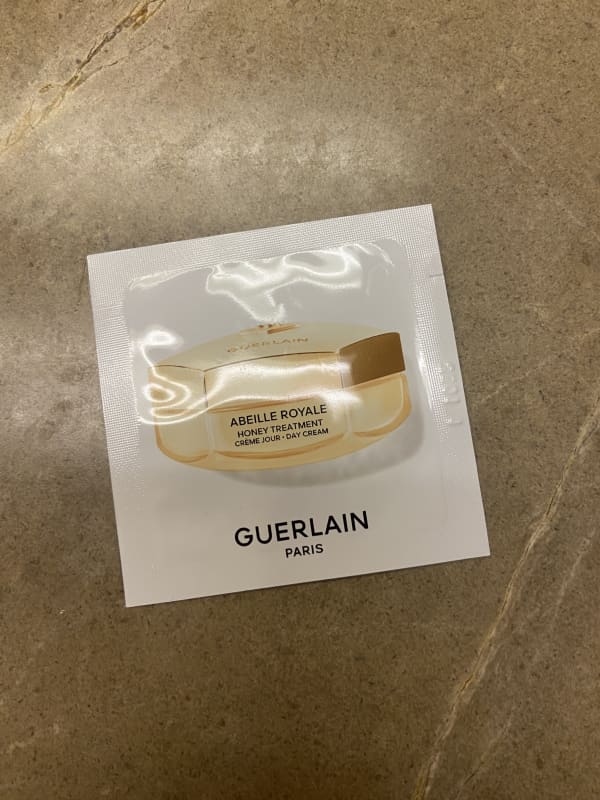 GUERLAIN
ABEILLE ROYALE
HONEY TREATMENT
CRÈME JOUR • DAY CREAM
GUERLAIN
PARIS